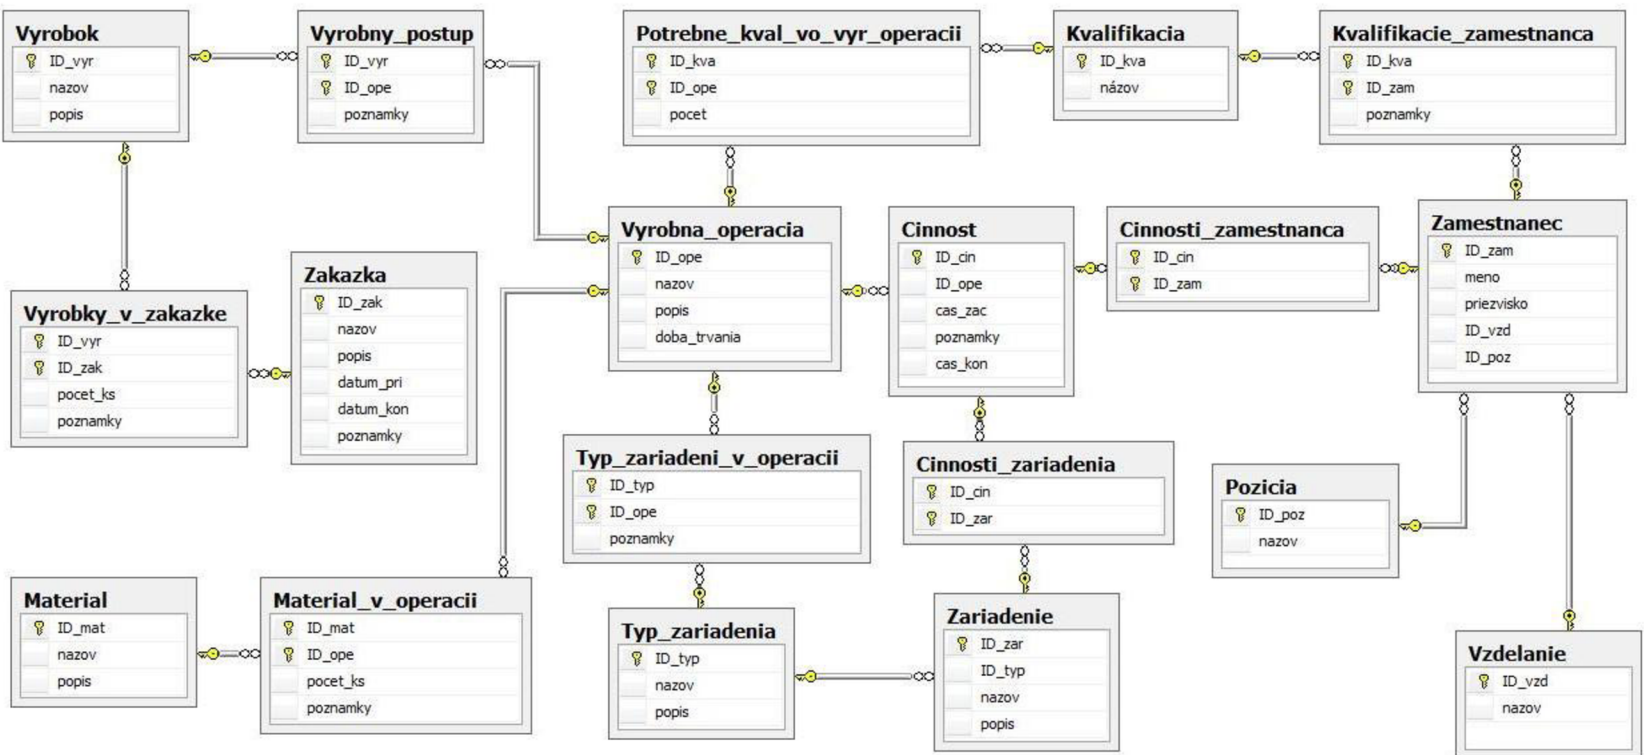 Vyrobok
ID_vyr
nazov
popis
Vyrobny_postup
ID_vyr
ID_ope
poznamky
Potrebne_kval_vo_vyr_operacii
ID_kva
ID_ope
pocet
Kvalifikacia
ID_kva
názov
Kvalifikacie_zamestnanca
ID_kva
ID_zam
poznamky
Vyrobky_v_zakazke
ID_vyr
ID_zak
pocet_ks
poznamky
Zakazka
ID_zak
nazov
popis
datum_pri
datum_kon
poznamky
Vyrobna_operacia
ID_ope
nazov
popis
doba_trvania
Cinnost
ID_cin
ID_ope
cas_zac
poznamky
cas_kon
Cinnosti_zamestnanca
ID_cin
ID_zam
Zamestnanec
ID_zam
meno
priezvisko
ID_vzd
ID_poz
Typ_zariadeni_v_operacii
ID_typ
ID_ope
poznamky
Cinnosti_zariadenia
ID_cin
ID_zar
Pozicia
ID_poz
nazov
Material
ID_mat
nazov
popis
Material_v_operacii
ID_mat
ID_ope
pocet_ks
poznamky
Typ_zariadenia
ID_typ
nazov
popis
Zariadenie
ID_zar
ID_typ
nazov
popis
Vzdelanie
ID_vzd
nazov